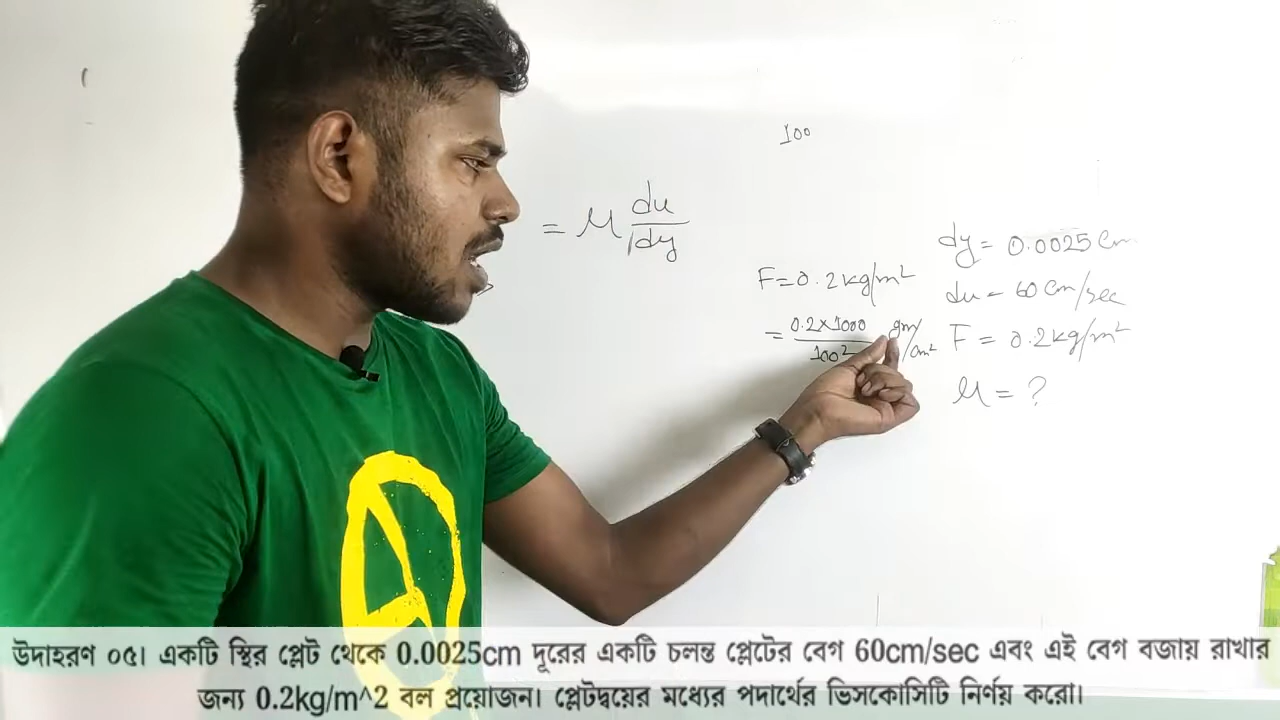 100
= μ du/dy
dy = 0.0025 cm
F = 0.2 kg/m²
du = 60 cm/sec
= 0.2×1000/100² gm/cm²
F = 0.2 kg/m²
μ = ?
উদাহরণ ০৫। একটি স্থির প্লেট থেকে 0.0025cm দূরের একটি চলন্ত প্লেটের বেগ 60cm/sec এবং এই বেগ বজায় রাখার
জন্য 0.2kg/m^2 বল প্রয়োজন। প্লেটদ্বয়ের মধ্যের পদার্থের ভিসকোসিটি নির্ণয় করো।